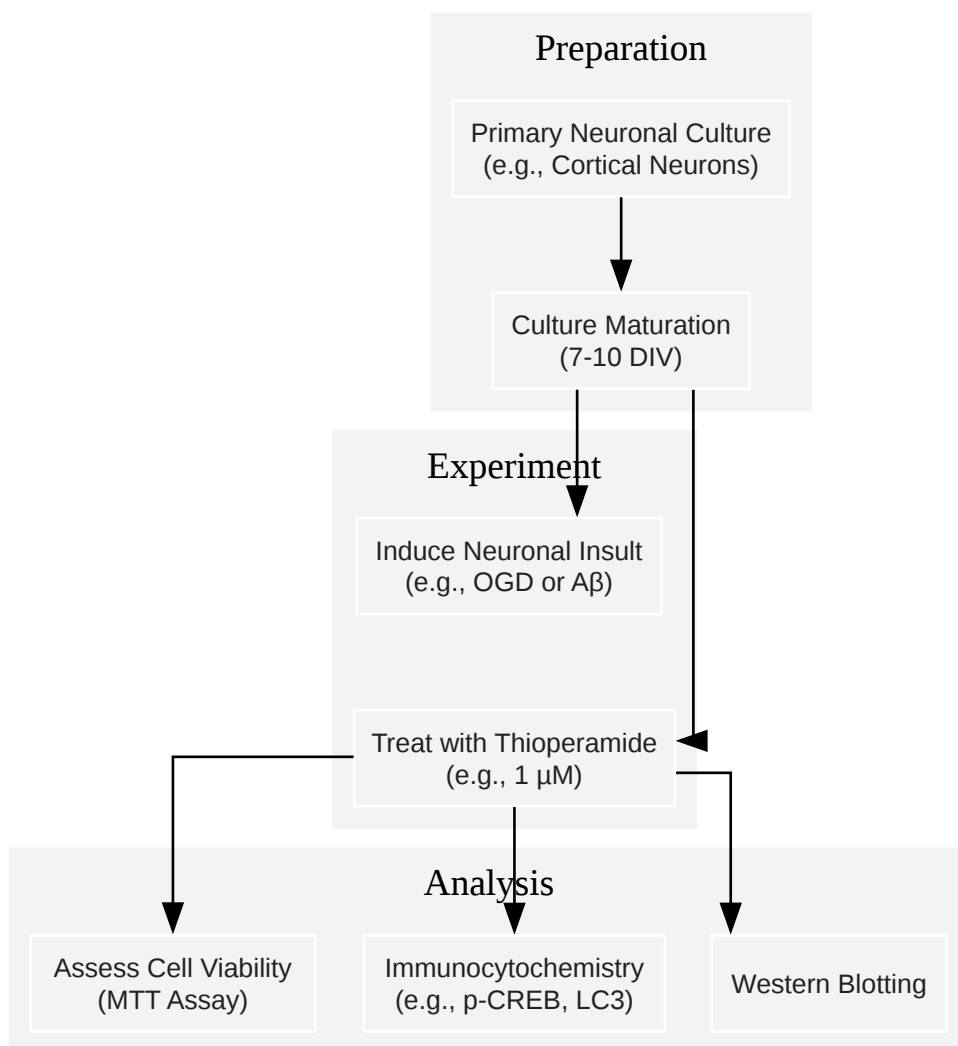 Preparation
Primary Neuronal Culture
(e.g., Cortical Neurons)
Culture Maturation
(7-10 DIV)
Experiment
Induce Neuronal Insult
(e.g., OGD or Aβ)
Treat with Thioperamide
(e.g., 1 µM)
Analysis
Assess Cell Viability
(MTT Assay)
Immunocytochemistry
(e.g., p-CREB, LC3)
Western Blotting